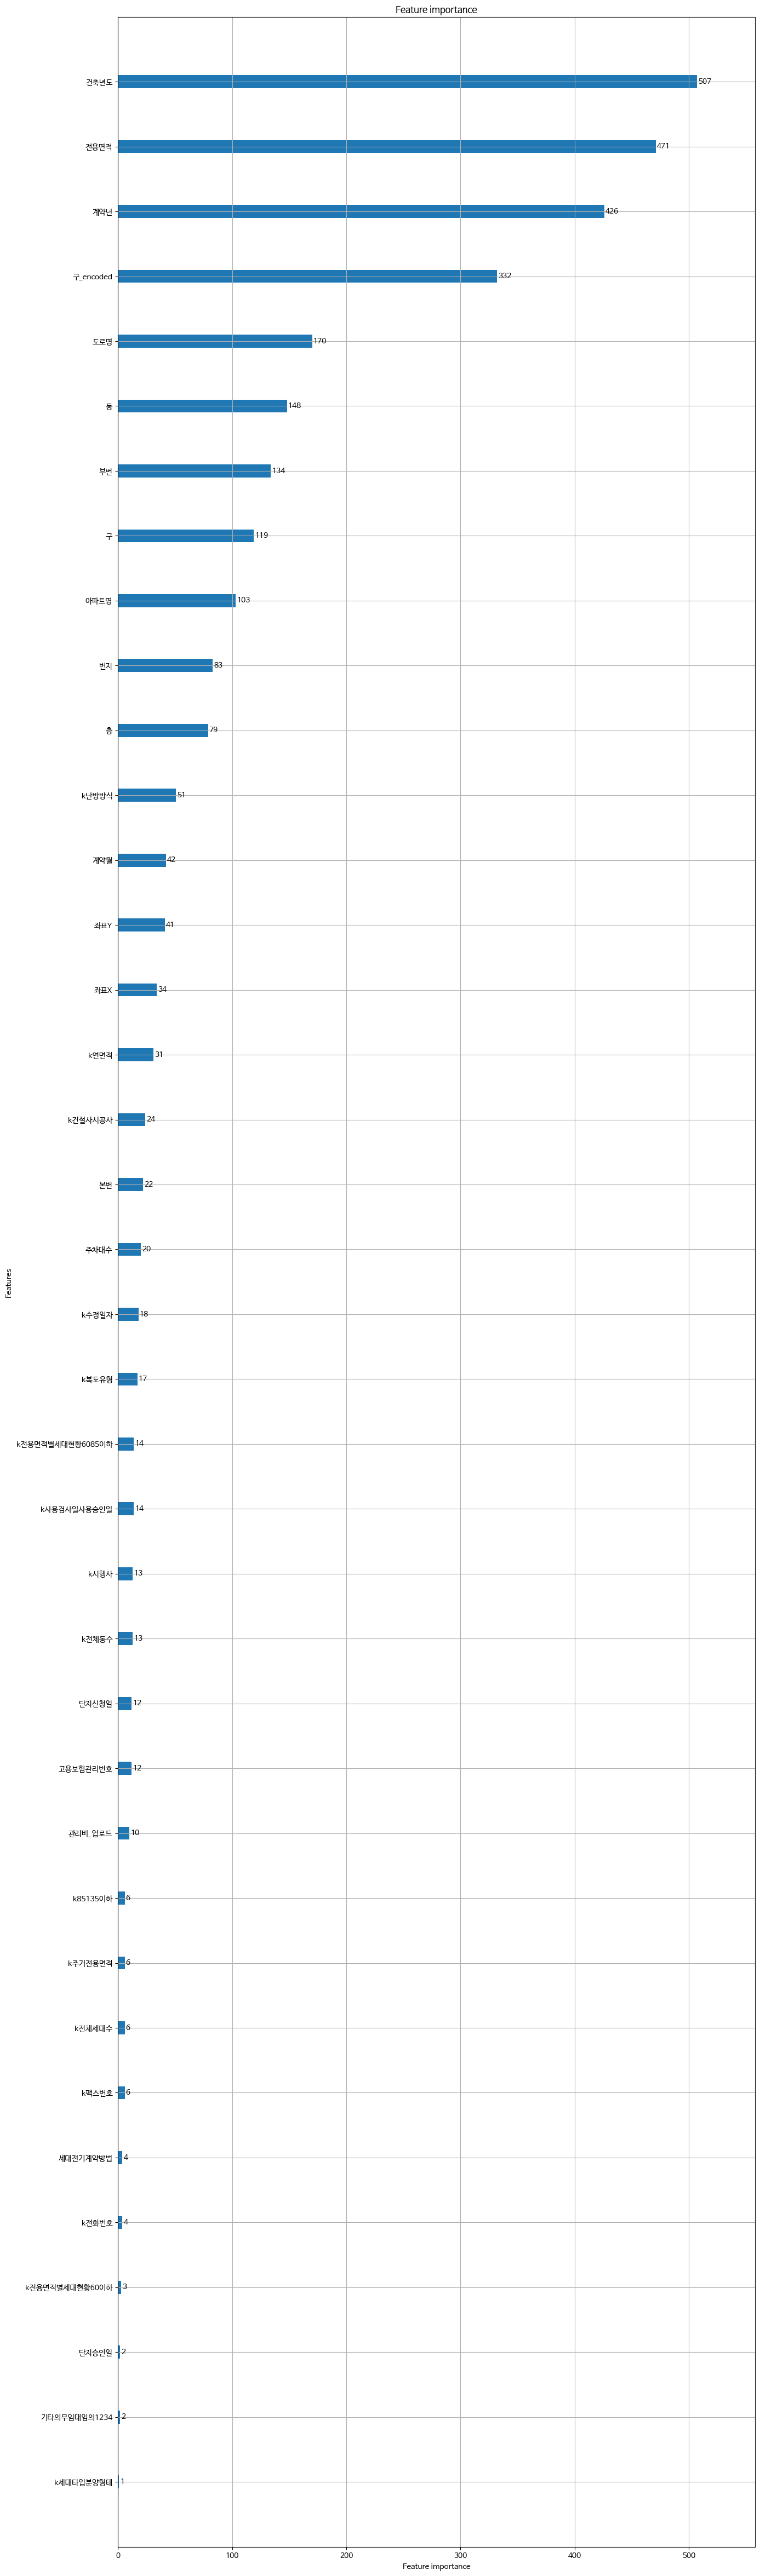 Feature importance
건축년도 507
전용면적 471
계약년 426
구_encoded 332
도로명 170
동 148
부번 134
구 119
아파트명 103
번지 83
층 79
k난방방식 51
계약월 42
좌표Y 41
좌표X 34
k연면적 31
k건설사시공사 24
본번 22
주차대수 20
Features
k수정일자 18
k복도유형 17
k전용면적별세대현황6085이하 14
k사용검사일사용승인일 14
k시행사 13
k전체동수 13
단지신청일 12
고용보험관리번호 12
관리비_업로드 10
k85135이하 6
k주거전용면적 6
k전체세대수 6
k팩스번호 6
세대전기계약방법 4
k전화번호 4
k전용면적별세대현황60이하 3
단지승인일 2
기타의무임대임의1234 2
k세대타입분양형태 1
0 100 200 300 400 500
Feature importance